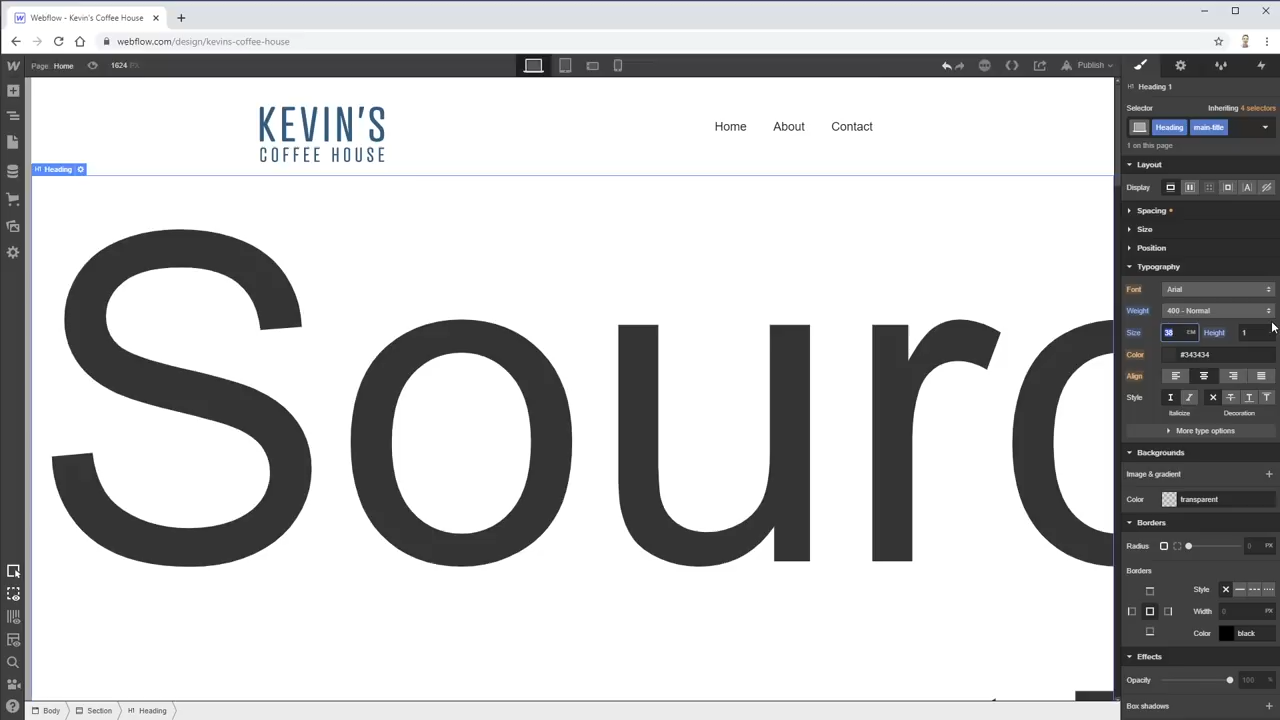 Webflow - Kevin's Coffee House
webflow.com/design/kevins-coffee-house
Page: Home 1624 PX Publish
H1 Heading 1
Selector Inheriting 4 selectors
Heading main-title
1 on this page
KEVIN'S
COFFEE HOUSE
Home About Contact
H1 Heading
Sourc
Layout
Display
Spacing
Size
Position
Typography
Font Arial
Weight 400 - Normal
Size 38 Height 1
Color #343434
Align
Style
Italicize Decoration
More type options
Backgrounds
Image & gradient
Color transparent
Borders
Radius 0 PX
Borders
Style
Width 0 PX
Color black
Effects
Opacity 100 %
Box shadows
Body Section H1 Heading